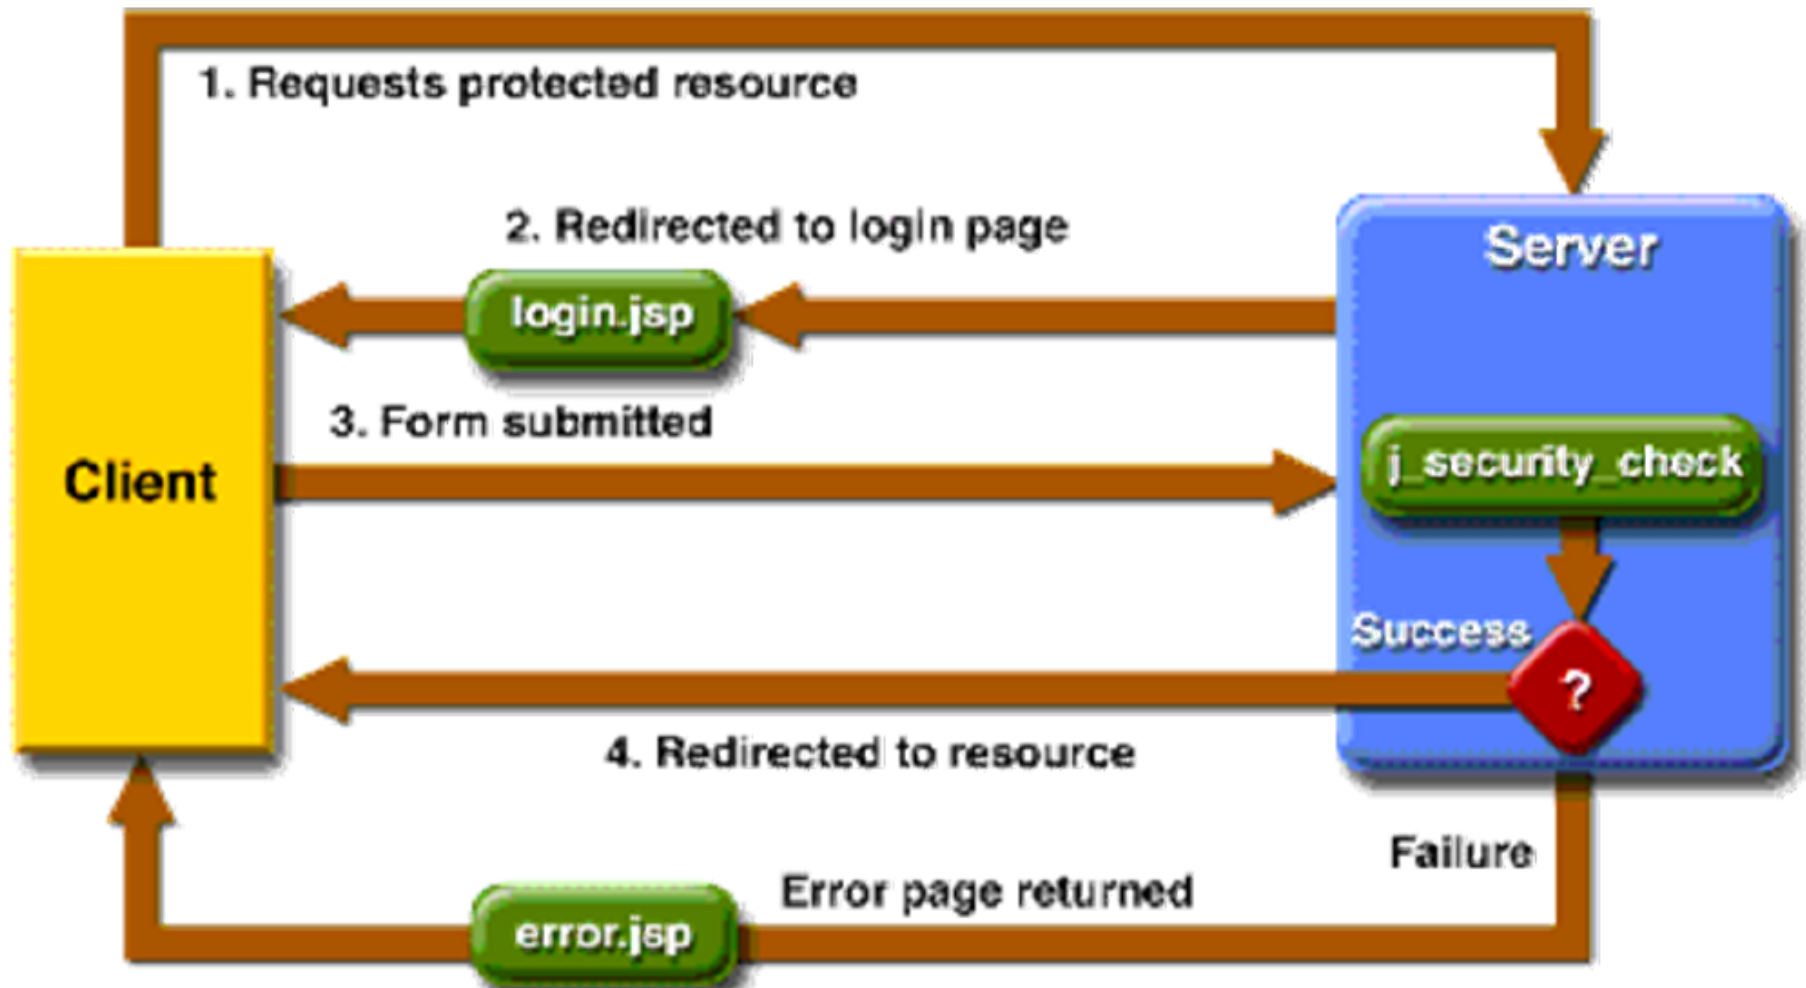 1. Requests protected resource
2. Redirected to login page
Server
login.jsp
3. Form submitted
j_security_check
Client
Success
?
4. Redirected to resource
Failure
Error page returned
error.jsp